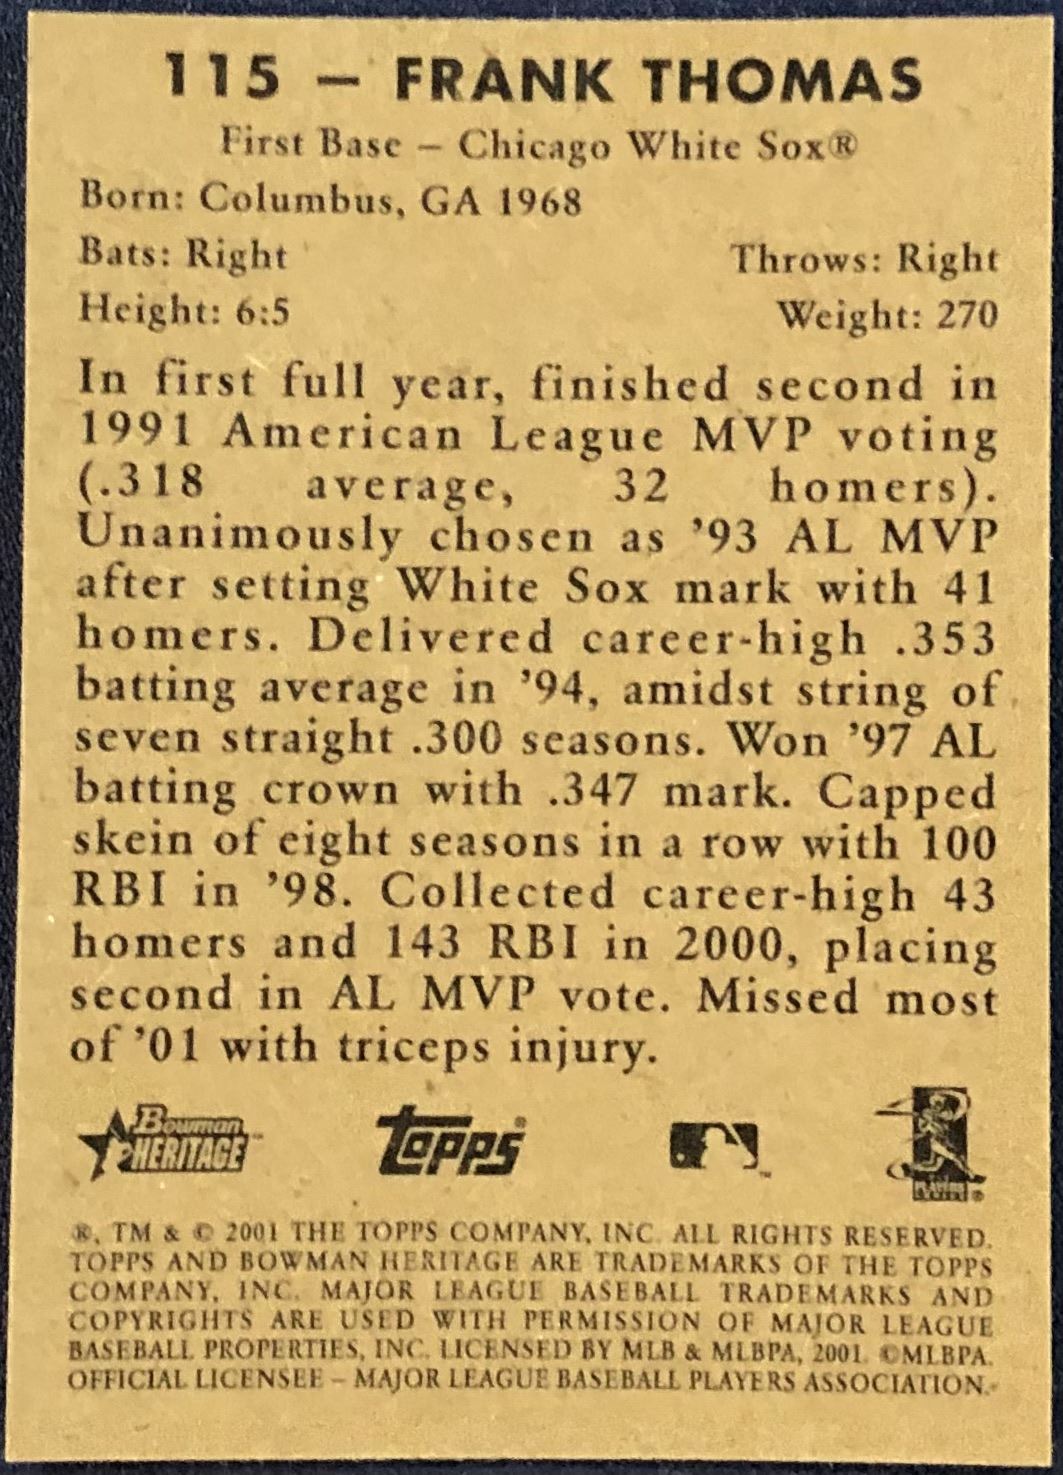 115 – FRANK THOMAS
First Base – Chicago White Sox®
Born: Columbus, GA 1968
Bats: Right Throws: Right
Height: 6:5 Weight: 270
In first full year, finished second in
1991 American League MVP voting
(.318 average, 32 homers).
Unanimously chosen as ’93 AL MVP
after setting White Sox mark with 41
homers. Delivered career-high .353
batting average in ’94, amidst string of
seven straight .300 seasons. Won ’97 AL
batting crown with .347 mark. Capped
skein of eight seasons in a row with 100
RBI in ’98. Collected career-high 43
homers and 143 RBI in 2000, placing
second in AL MVP vote. Missed most
of ’01 with triceps injury.
Bowman HERITAGE™ Topps® ™ ®
®, TM & © 2001 THE TOPPS COMPANY, INC. ALL RIGHTS RESERVED.
TOPPS AND BOWMAN HERITAGE ARE TRADEMARKS OF THE TOPPS
COMPANY, INC. MAJOR LEAGUE BASEBALL TRADEMARKS AND
COPYRIGHTS ARE USED WITH PERMISSION OF MAJOR LEAGUE
BASEBALL PROPERTIES, INC. LICENSED BY MLB & MLBPA, 2001. ©MLBPA.
OFFICIAL LICENSEE – MAJOR LEAGUE BASEBALL PLAYERS ASSOCIATION.